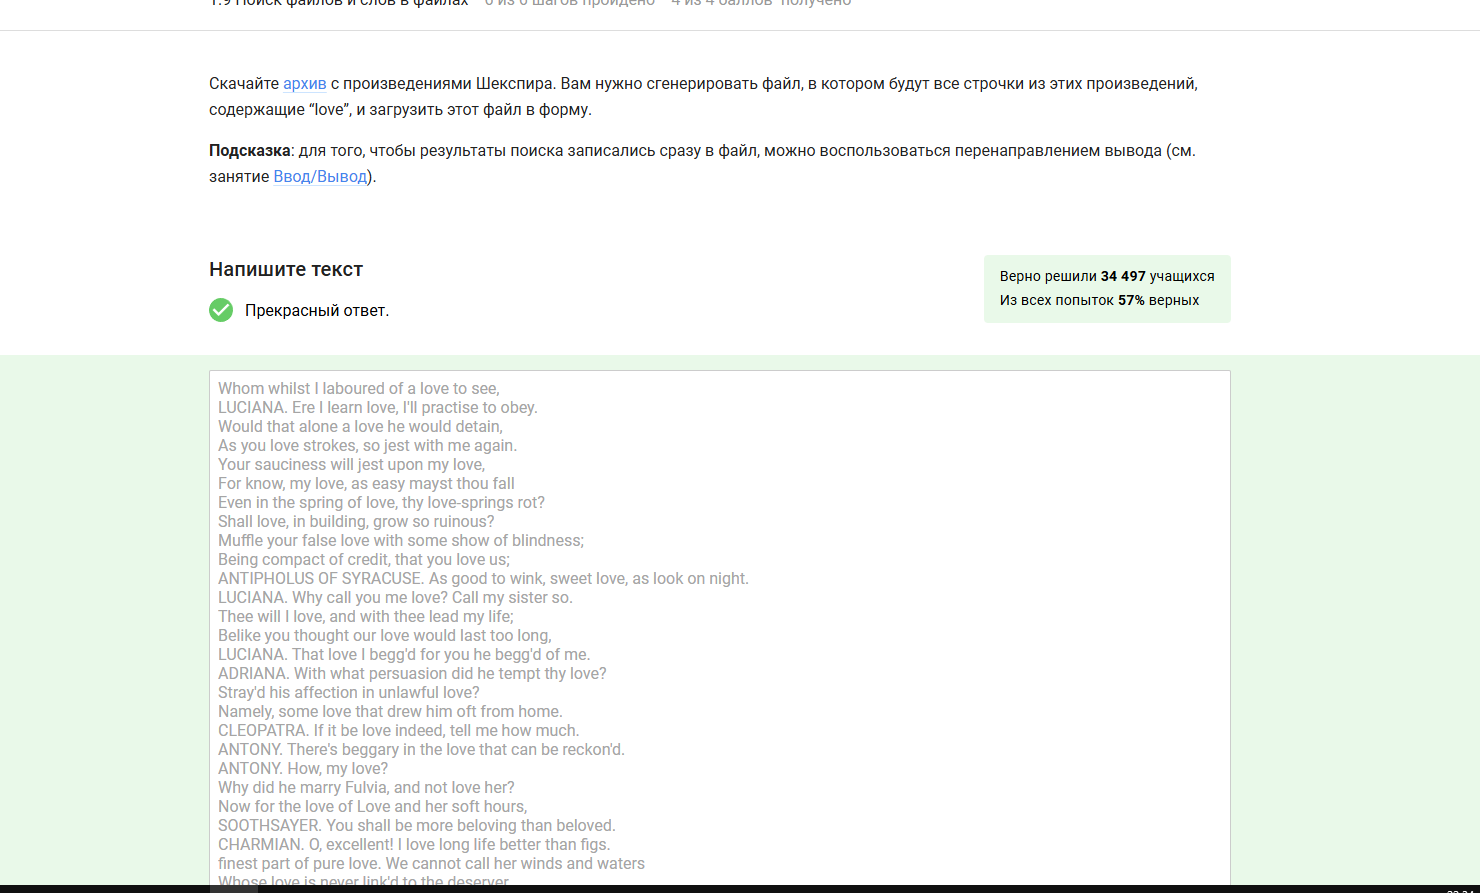 1.9 Поиск файлов и слов в файлах 6 из 6 шагов пройдено 4 из 4 баллов получено
Скачайте архив с произведениями Шекспира. Вам нужно сгенерировать файл, в котором будут все строчки из этих произведений,
содержащие “love”, и загрузить этот файл в форму.
Подсказка: для того, чтобы результаты поиска записались сразу в файл, можно воспользоваться перенаправлением вывода (см.
занятие Ввод/Вывод).
Напишите текст
Верно решили 34 497 учащихся
Из всех попыток 57% верных
Прекрасный ответ.
Whom whilst I laboured of a love to see,
LUCIANA. Ere I learn love, I'll practise to obey.
Would that alone a love he would detain,
As you love strokes, so jest with me again.
Your sauciness will jest upon my love,
For know, my love, as easy mayst thou fall
Even in the spring of love, thy love-springs rot?
Shall love, in building, grow so ruinous?
Muffle your false love with some show of blindness;
Being compact of credit, that you love us;
ANTIPHOLUS OF SYRACUSE. As good to wink, sweet love, as look on night.
LUCIANA. Why call you me love? Call my sister so.
Thee will I love, and with thee lead my life;
Belike you thought our love would last too long,
LUCIANA. That love I begg'd for you he begg'd of me.
ADRIANA. With what persuasion did he tempt thy love?
Stray'd his affection in unlawful love?
Namely, some love that drew him oft from home.
CLEOPATRA. If it be love indeed, tell me how much.
ANTONY. There's beggary in the love that can be reckon'd.
ANTONY. How, my love?
Why did he marry Fulvia, and not love her?
Now for the love of Love and her soft hours,
SOOTHSAYER. You shall be more beloving than beloved.
CHARMIAN. O, excellent! I love long life better than figs.
finest part of pure love. We cannot call her winds and waters
Whose love is never link'd to the deserver